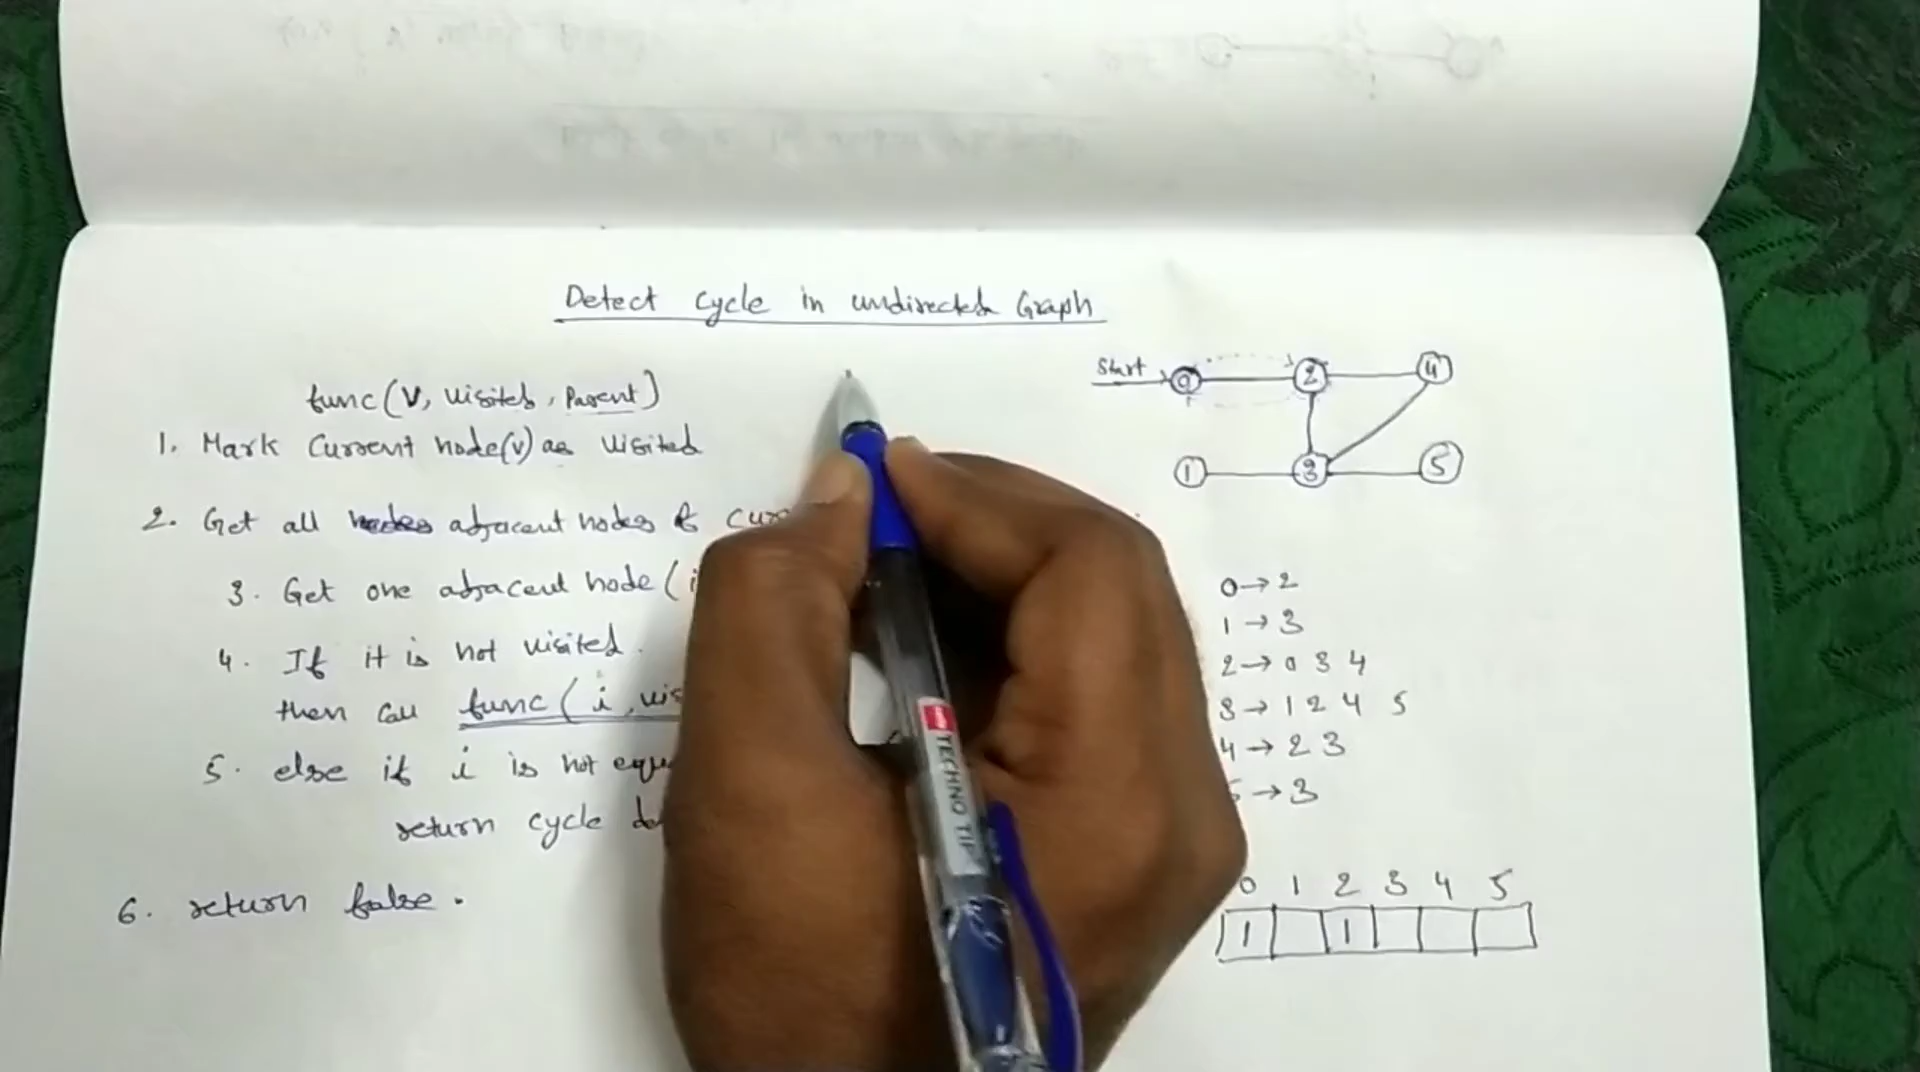 Detect cycle in undirected Graph
func(V, visited, Parent)
1. Mark Current node(v) as visited
2. Get all adjacent nodes of
3. Get one adjacent node (i
4. If it is not visited.
then call func(i, vis
5. else if i is not equ
return cycle de
6. return false.
Start
0 2 4
1 3 5
0→2
1→3
2→0 3 4
3→1 2 4 5
4→2 3
→3
0 1 2 3 4 5
1 1
TECHNO TIP